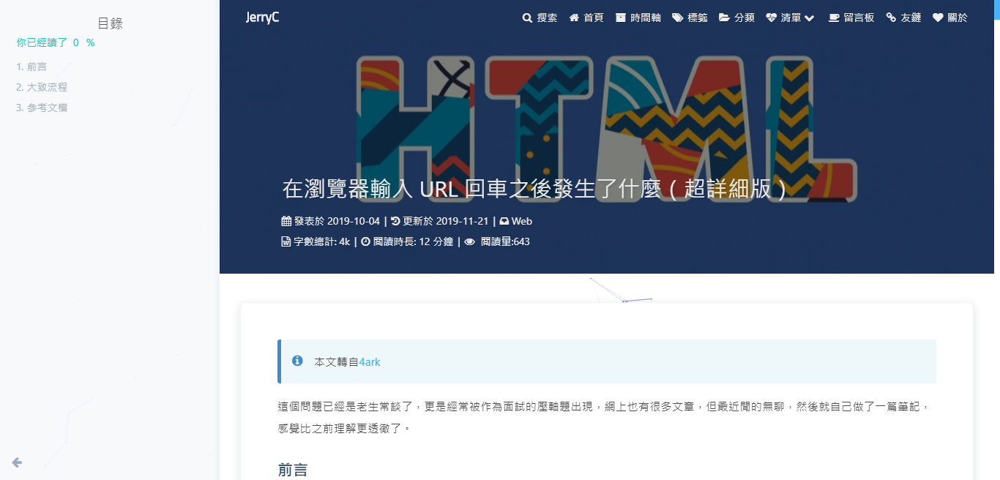 目錄
你已經讀了 0 %
1. 前言
2. 大致流程
3. 參考文檔
JerryC
搜索 首頁 時間軸 標籤 分類 清單 留言板 友鏈 關於
HTML
在瀏覽器輸入 URL 回車之後發生了什麼（超詳細版）
發表於 2019-10-04 | 更新於 2019-11-21 | Web
字數總計: 4k | 閱讀時長: 12 分鐘 | 閱讀量:643
本文轉自4ark
這個問題已經是老生常談了，更是經常被作為面試的壓軸題出現，網上也有很多文章，但最近閒的無聊，然後就自己做了一篇筆記，
感覺比之前理解更透徹了。
前言